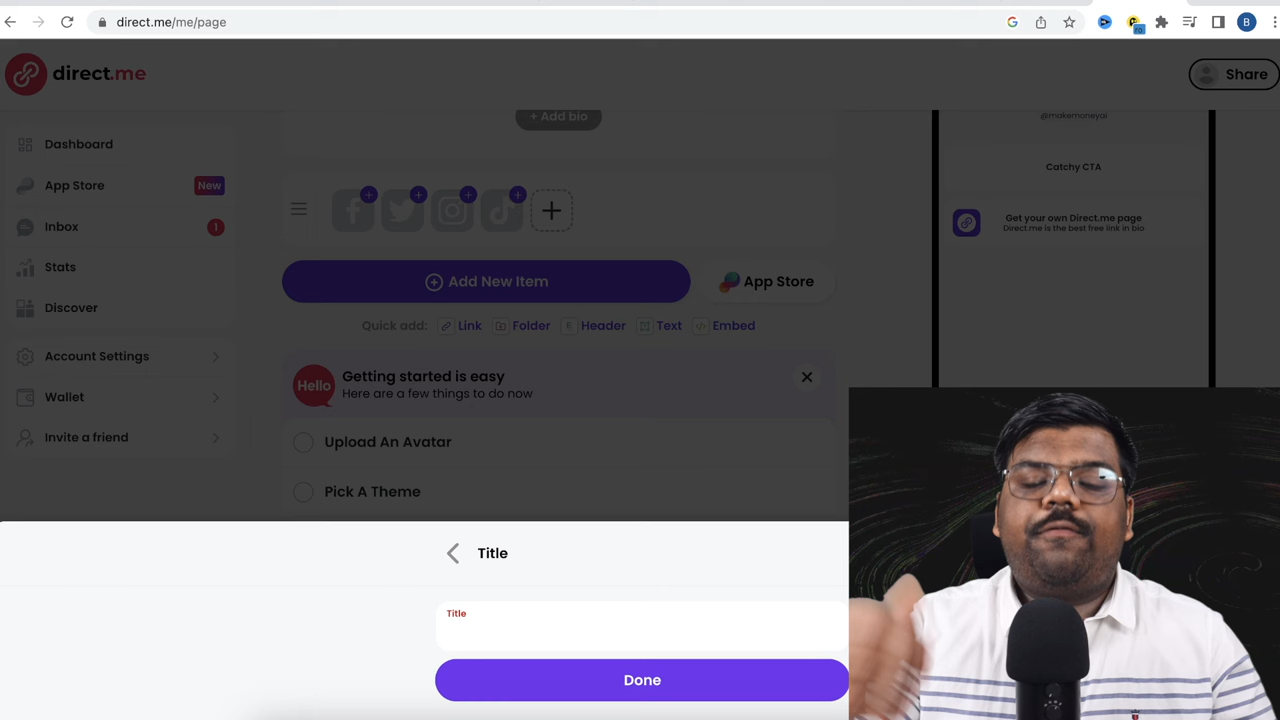 direct.me/me/page
B
ro
direct.me
Share
+ Add bio
@makemoneyai
Dashboard
App Store
New
Inbox
1
Stats
Discover
Account Settings
Wallet
Invite a friend
Catchy CTA
Get your own Direct.me page
Direct.me is the best free link in bio
Add New Item
App Store
Quick add:
Link
Folder
Header
Text
Embed
Hello
Getting started is easy
Here are a few things to do now
Upload An Avatar
Pick A Theme
Title
Title
Done